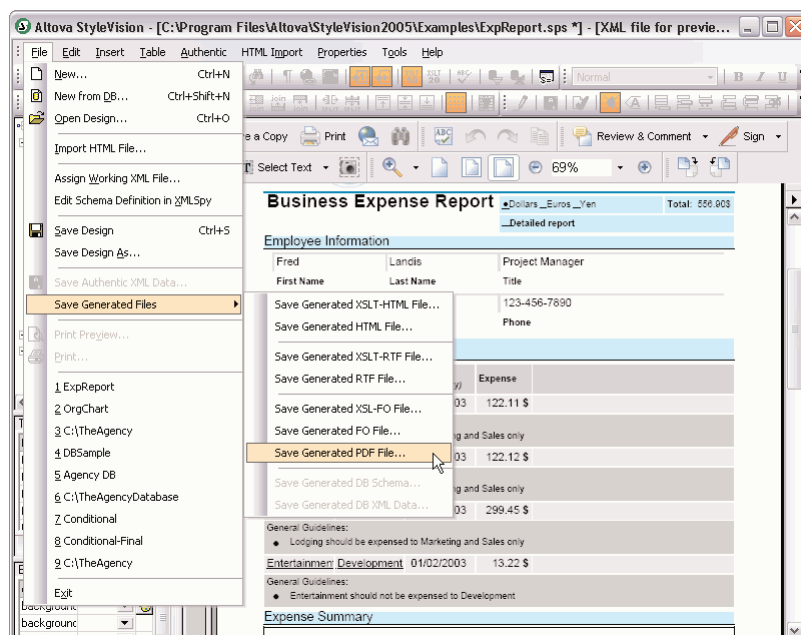 Altova StyleVision - [C:\Program Files\Altova\StyleVision2005\Examples\ExpReport.sps *] - [XML file for previe...
File Edit Insert Table Authentic HTML Import Properties Tools Help
New... Ctrl+N
New from DB... Ctrl+Shift+N
Open Design... Ctrl+O
Import HTML File...
Assign Working XML File...
Edit Schema Definition in XMLSpy
Save Design Ctrl+S
Save Design As...
Save Authentic XML Data...
Save Generated Files
Print Preview...
Print...
1 ExpReport
2 OrgChart
3 C:\TheAgency
4 DBSample
5 Agency DB
6 C:\TheAgencyDatabase
7 Conditional
8 Conditional-Final
9 C:\TheAgency
Exit
background
background
Save Generated XSLT-HTML File...
Save Generated HTML File...
Save Generated XSLT-RTF File...
Save Generated RTF File...
Save Generated XSL-FO File...
Save Generated FO File...
Save Generated PDF File...
Save Generated DB Schema...
Save Generated DB XML Data...
Normal
B I U
e a Copy Print Review & Comment Sign
Select Text 69%
Business Expense Report Dollars Euros Yen Total: 556.90$
Detailed report
Employee Information
Fred Landis Project Manager
First Name Last Name Title
123-456-7890
Phone
Expense
03 122.11 $
ng and Sales only
03 122.12 $
ng and Sales only
03 299.45 $
General Guidelines:
● Lodging should be expensed to Marketing and Sales only
Entertainment Development 01/02/2003 13.22 $
General Guidelines:
● Entertainment should not be expensed to Development
Expense Summary